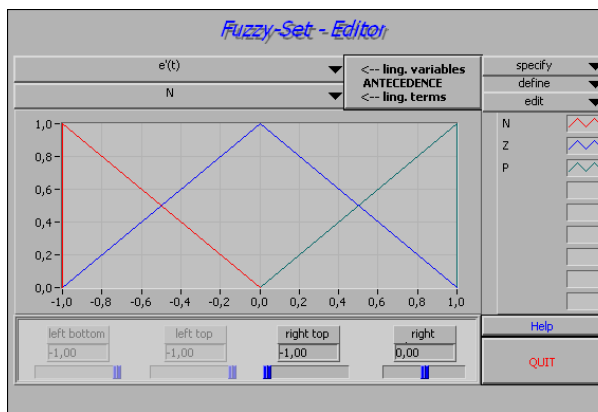 Fuzzy-Set - Editor
e'(t)
N
<-- ling. variables
ANTECEDENCE
<-- ling. terms
specify
define
edit
N
Z
P
1,0-
0,8-
0,6-
0,4-
0,2-
0,0-
-1,0 -0,8 -0,6 -0,4 -0,2 0,0 0,2 0,4 0,6 0,8 1,0
left bottom left top right top right
-1,00 -1,00 -1,00 0,00
Help
QUIT